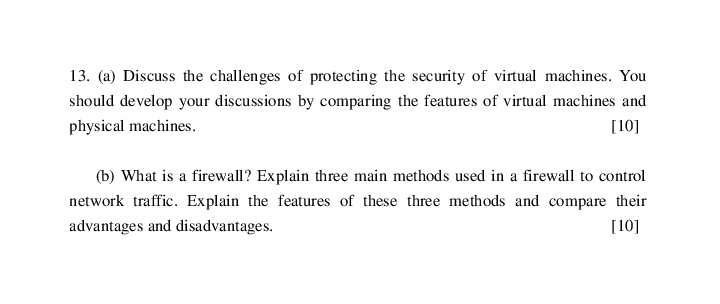 13. (a) Discuss the challenges of protecting the security of virtual machines. You
should develop your discussions by comparing the features of virtual machines and
physical machines. [10]
(b) What is a firewall? Explain three main methods used in a firewall to control
network traffic. Explain the features of these three methods and compare their
advantages and disadvantages. [10]